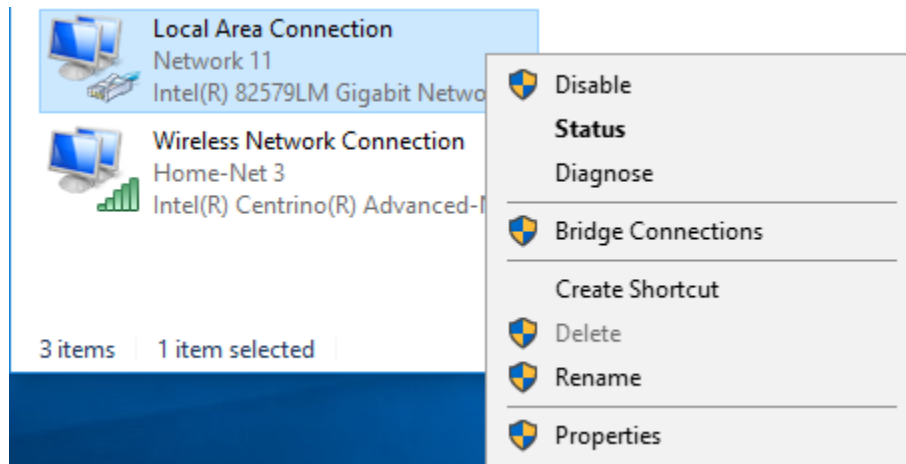 Local Area Connection
Network 11
Intel(R) 82579LM Gigabit Netwo
Wireless Network Connection
Home-Net 3
Intel(R) Centrino(R) Advanced-
3 items
1 item selected
Disable
Status
Diagnose
Bridge Connections
Create Shortcut
Delete
Rename
Properties